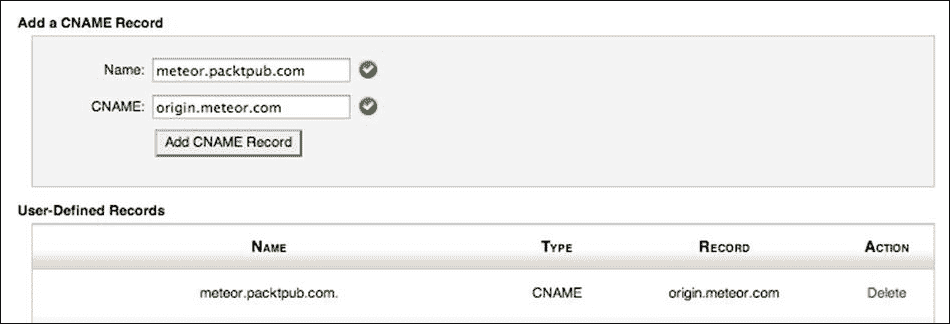 Add a CNAME Record
Name: meteor.packtpub.com
CNAME: origin.meteor.com
Add CNAME Record
User-Defined Records
NAME TYPE RECORD ACTION
meteor.packtpub.com. CNAME origin.meteor.com Delete